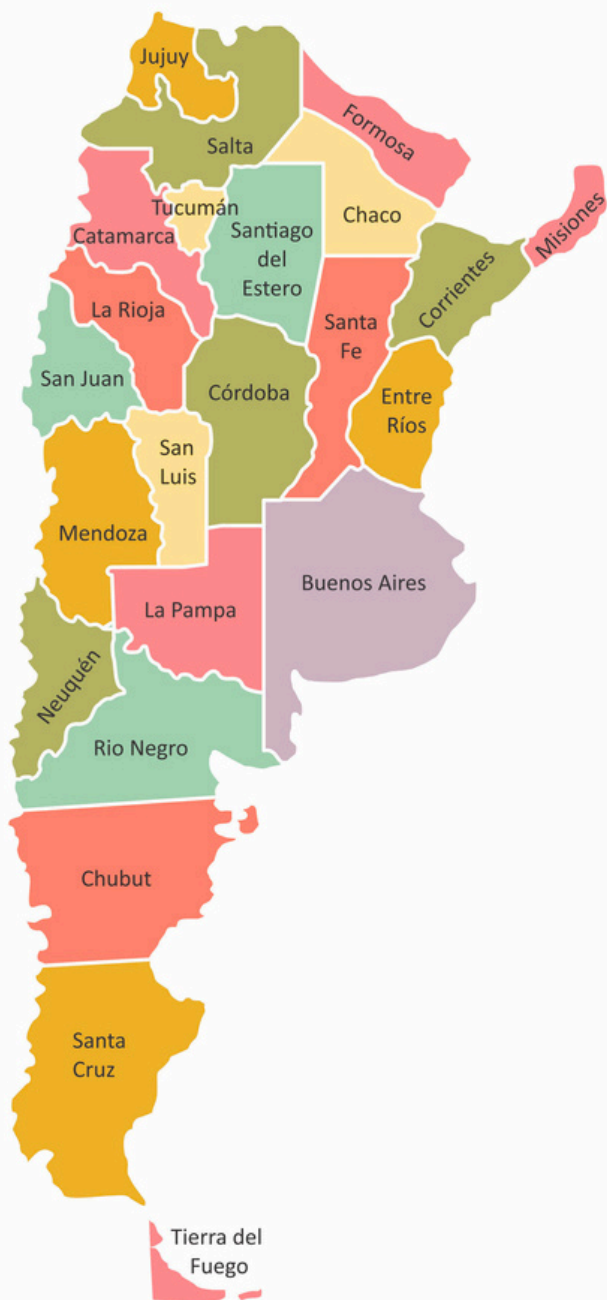 Jujuy
Formosa
Salta
Tucumán
Chaco
Misiones
Catamarca
Santiago
del
Estero
Corrientes
La Rioja
Santa
Fe
San Juan
Córdoba
Entre
Ríos
San
Luis
Mendoza
Buenos Aires
La Pampa
Neuquén
Rio Negro
Chubut
Santa
Cruz
Tierra del
Fuego